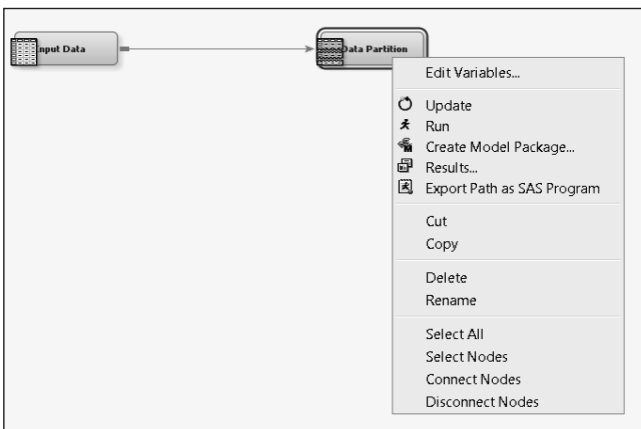 nput Data
Data Partition
Edit Variables...
Update
Run
Create Model Package...
Results...
Export Path as SAS Program
Cut
Copy
Delete
Rename
Select All
Select Nodes
Connect Nodes
Disconnect Nodes